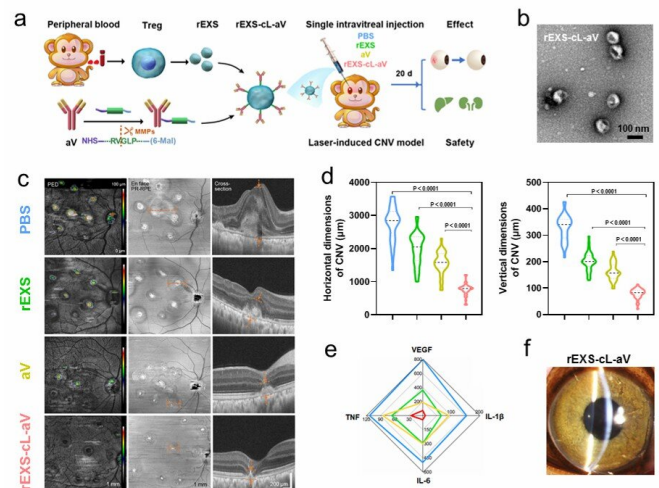 a
Peripheral blood
Treg
rEXS
rEXS-cL-aV
Single intravitreal injection
Effect
PBS
rEXS
aV
rEXS-cL-aV
20 d
MMPs
aV
NHS
RVGLP
(6-Mal)
Laser-induced CNV model
Safety
b
rEXS-cL-aV
100 nm
c
PED
En face
Cross-section
PBS
rEXS
aV
rEXS-cL-aV
1 mm
1 mm
200 μm
d
Horizontal dimensions
of CNV (μm)
4000
3000
2000
1000
0
P < 0.0001
P < 0.0001
P < 0.0001
Vertical dimensions
of CNV (μm)
500
400
300
200
100
0
P < 0.0001
P < 0.0001
P < 0.0001
e
VEGF
TNF
IL-1β
IL-6
f
rEXS-cL-aV